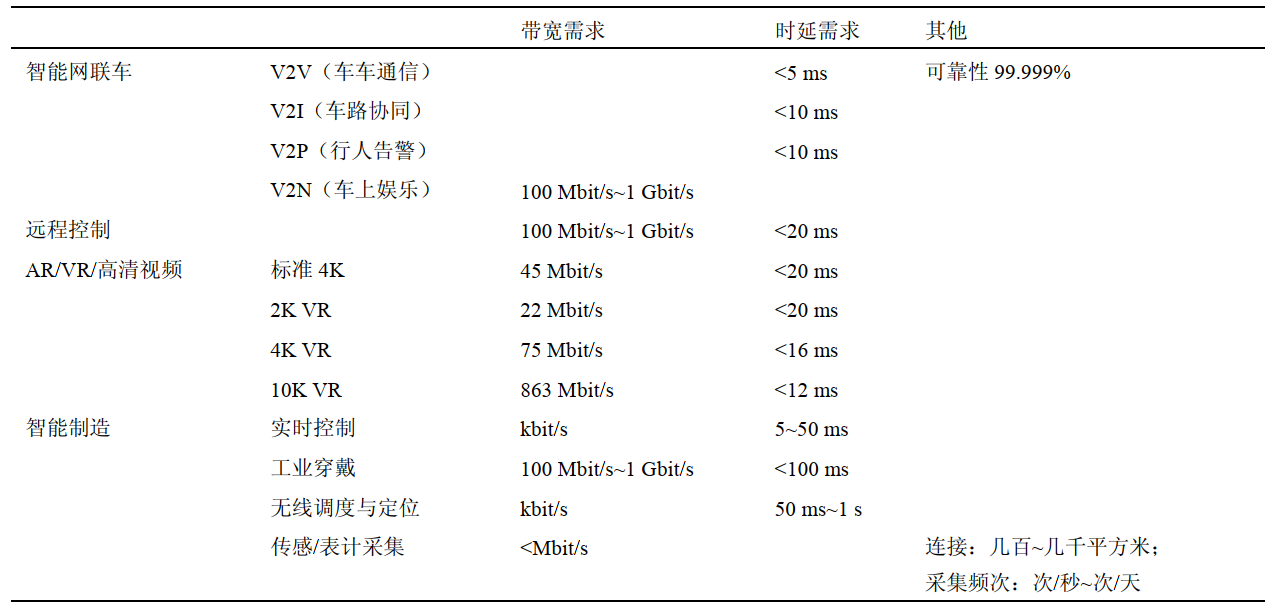 带宽需求 时延需求 其他
智能网联车 V2V（车车通信） <5 ms 可靠性 99.999%
V2I（车路协同） <10 ms
V2P（行人告警） <10 ms
V2N（车上娱乐） 100 Mbit/s~1 Gbit/s
远程控制 100 Mbit/s~1 Gbit/s <20 ms
AR/VR/高清视频 标准 4K 45 Mbit/s <20 ms
2K VR 22 Mbit/s <20 ms
4K VR 75 Mbit/s <16 ms
10K VR 863 Mbit/s <12 ms
智能制造 实时控制 kbit/s 5~50 ms
工业穿戴 100 Mbit/s~1 Gbit/s <100 ms
无线调度与定位 kbit/s 50 ms~1 s
传感/表计采集 <Mbit/s 连接：几百~几千平方米；
采集频次：次/秒~次/天